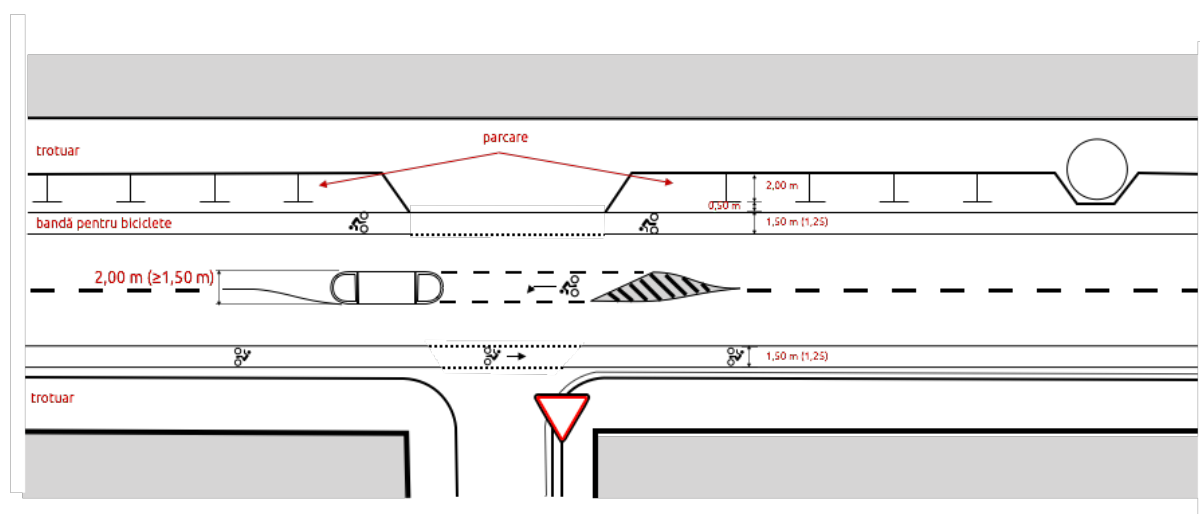 parcare
trotuar
2,00 m
0,50 m
bandă pentru biciclete
1,50 m (1,25)
2,00 m (≥1,50 m)
1,50 m (1,25)
trotuar